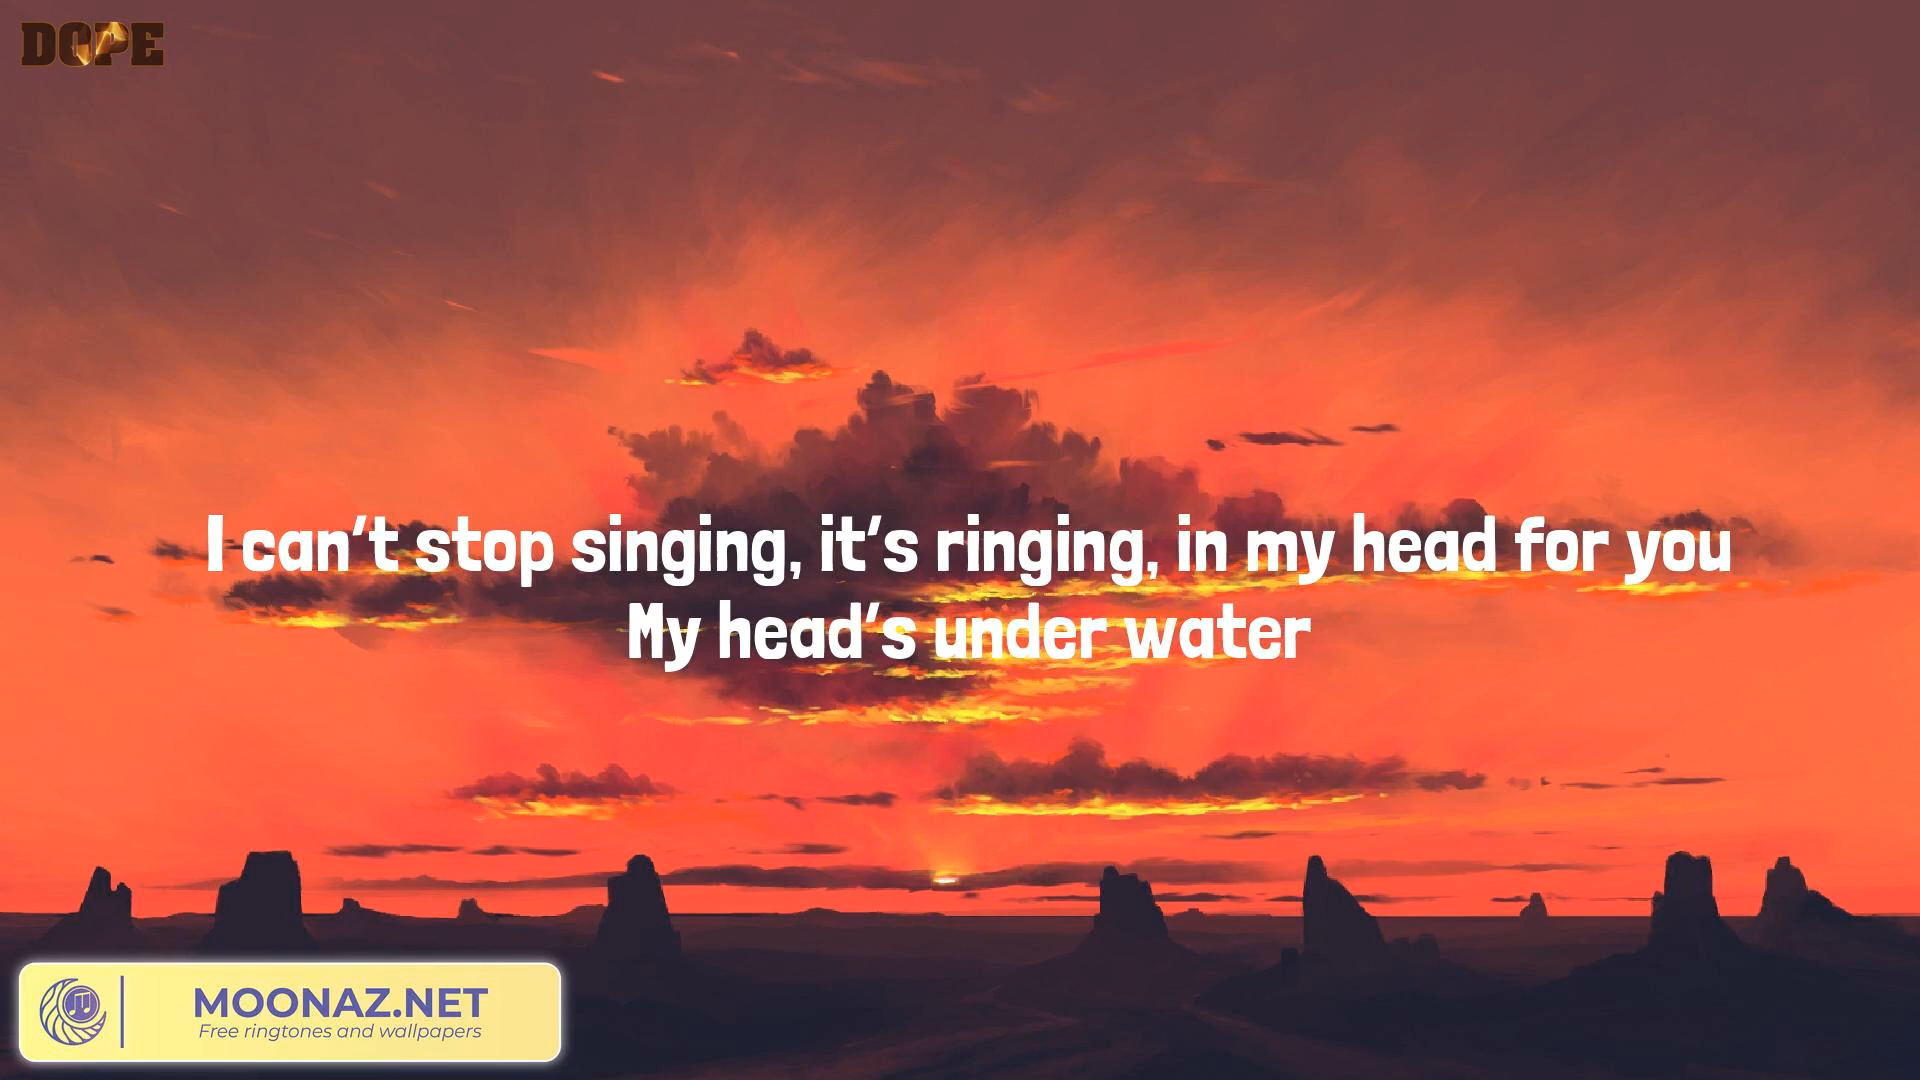 DOPE
I can't stop singing, it's ringing, in my head for you
My head's under water
MOONAZ.NET
Free ringtones and wallpapers